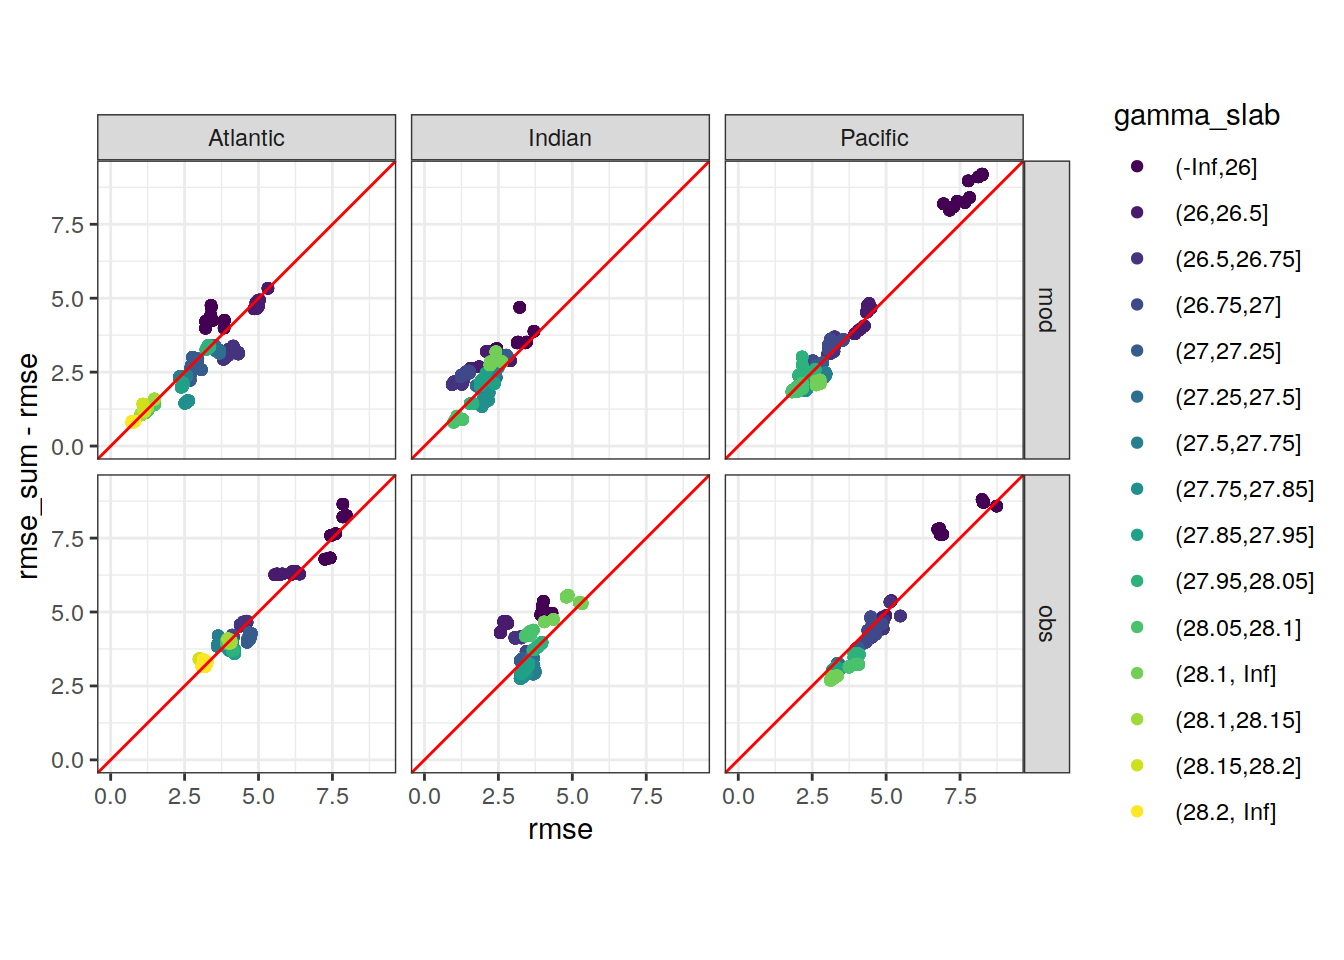 Atlantic
Indian
Pacific
mod
obs
rmse_sum - rmse
7.5
5.0
2.5
0.0
7.5
5.0
2.5
0.0
0.0 2.5 5.0 7.5
0.0 2.5 5.0 7.5
0.0 2.5 5.0 7.5
rmse
gamma_slab
(-Inf,26]
(26,26.5]
(26.5,26.75]
(26.75,27]
(27,27.25]
(27.25,27.5]
(27.5,27.75]
(27.75,27.85]
(27.85,27.95]
(27.95,28.05]
(28.05,28.1]
(28.1, Inf]
(28.1,28.15]
(28.15,28.2]
(28.2, Inf]